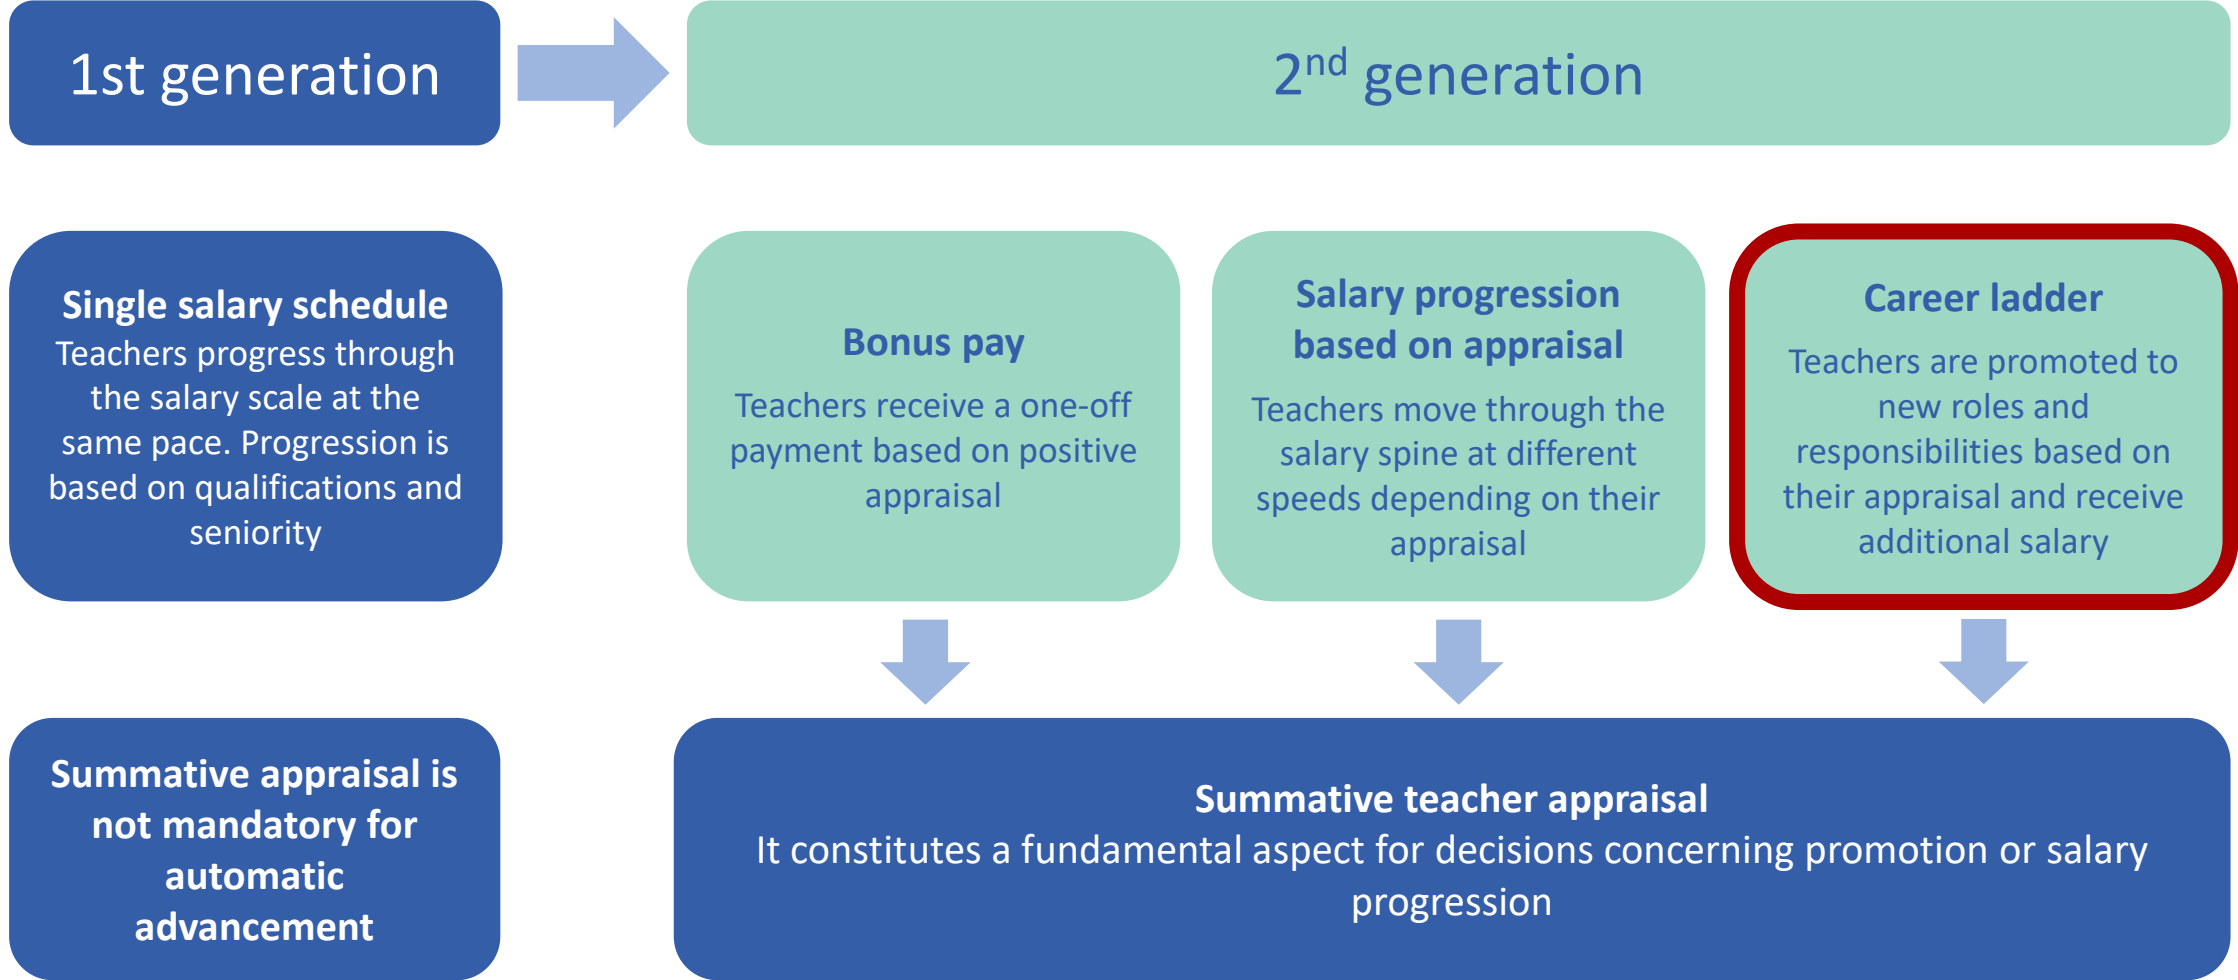 1st generation
2nd generation
Single salary schedule
Teachers progress through
the salary scale at the
same pace. Progression is
based on qualifications and
seniority
Bonus pay
Teachers receive a one-off
payment based on positive
appraisal
Salary progression
based on appraisal
Teachers move through the
salary spine at different
speeds depending on their
appraisal
Career ladder
Teachers are promoted to
new roles and
responsibilities based on
their appraisal and receive
additional salary
Summative appraisal is
not mandatory for
automatic
advancement
Summative teacher appraisal
It constitutes a fundamental aspect for decisions concerning promotion or salary
progression